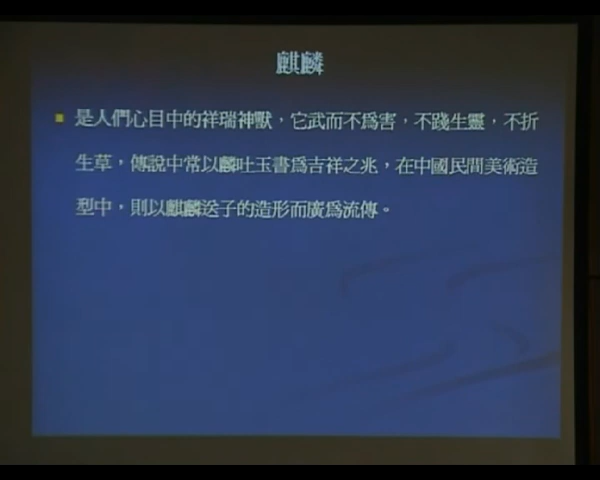 麒麟
是人們心目中的祥瑞神獸，它武而不為害，不踐生靈，不折
生草，傳說中常以麟吐玉書為吉祥之兆，在中國民間美術造
型中，則以麒麟送子的造形而廣為流傳。